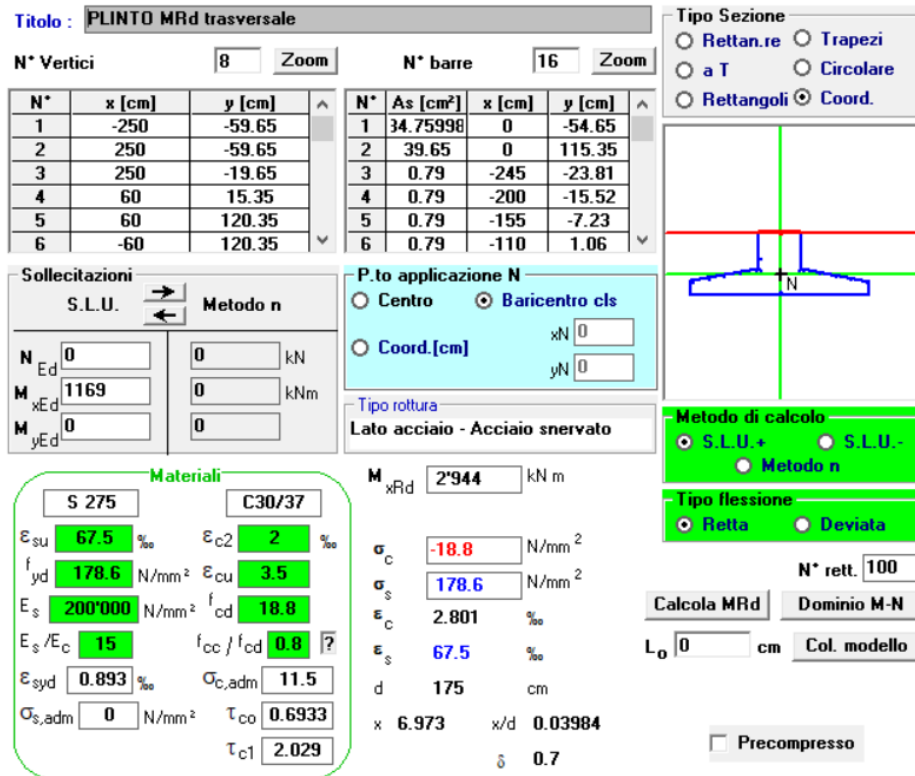 Titolo : PLINTO MRd trasversale
N° Vertici 8 Zoom N° barre 16 Zoom
N° x [cm] y [cm]
1 -250 -59.65
2 250 -59.65
3 250 -19.65
4 60 15.35
5 60 120.35
6 -60 120.35
N° As [cm²] x [cm] y [cm]
1 34.75998 0 -54.65
2 39.65 0 115.35
3 0.79 -245 -23.81
4 0.79 -200 -15.52
5 0.79 -155 -7.23
6 0.79 -110 1.06
Tipo Sezione
Rettan.re Trapezi
a T Circolare
Rettangoli Coord.
N
Sollecitazioni
S.L.U. Metodo n
N Ed 0 0 kN
M xEd 1169 0 kNm
M yEd 0 0
P.to applicazione N
Centro Baricentro cls
Coord.[cm] xN 0
yN 0
Tipo rottura
Lato acciaio - Acciaio snervato
Metodo di calcolo
S.L.U.+ S.L.U.-
Metodo n
Tipo flessione
Retta Deviata
Materiali
S 275 C30/37
εsu 67.5 ‰ εc2 2 ‰
fyd 178.6 N/mm² εcu 3.5
Es 200'000 N/mm² fcd 18.8
Es/Ec 15 fcc / fcd 0.8 ?
εsyd 0.893 ‰ σc,adm 11.5
σs,adm 0 N/mm² τco 0.6933
τc1 2.029
M xRd 2'944 kN m
σc -18.8 N/mm²
σs 178.6 N/mm²
εc 2.801 ‰
εs 67.5 ‰
d 175 cm
x 6.973 x/d 0.03984
δ 0.7
N° rett. 100
Calcola MRd Dominio M-N
Lo 0 cm Col. modello
Precompresso